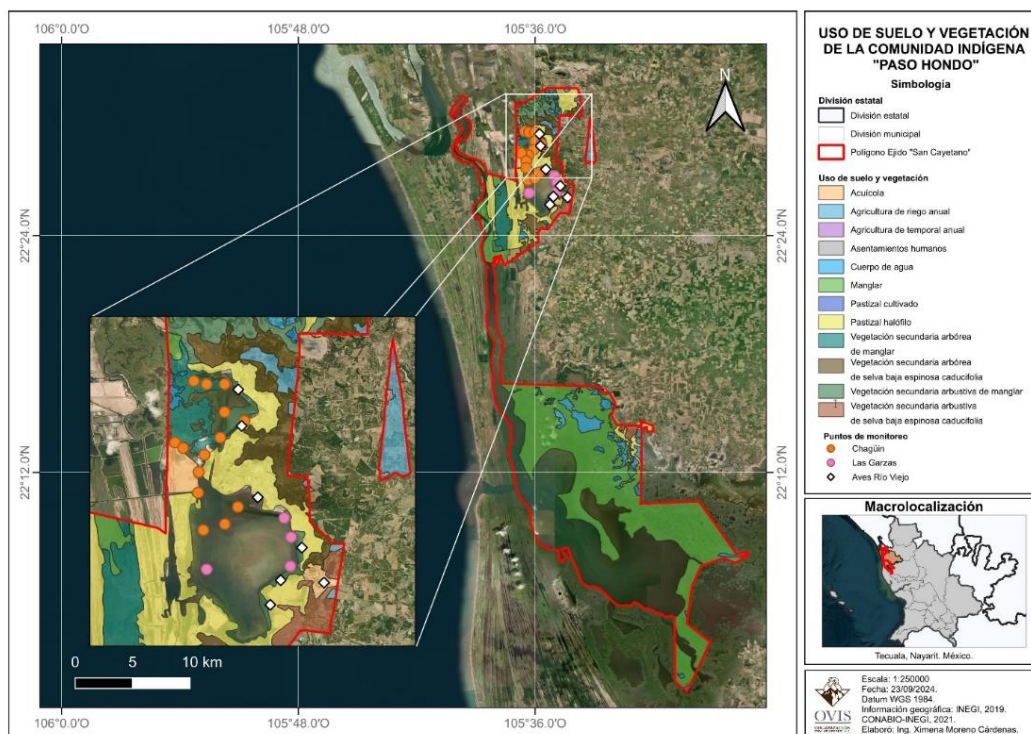 106°0.0'O
105°48.0'O
105°36.0'O
22°24.0'N
22°24.0'N
22°12.0'N
22°12.0'N
N
0 5 10 km
106°0.0'O
105°48.0'O
105°36.0'O
USO DE SUELO Y VEGETACIÓN
DE LA COMUNIDAD INDÍGENA
"PASO HONDO"
Simbología
División estatal
División estatal
División municipal
Polígono Ejido "San Cayetano"
Uso de suelo y vegetación
Acuícola
Agricultura de riego anual
Agricultura de temporal anual
Asentamientos humanos
Cuerpo de agua
Manglar
Pastizal cultivado
Pastizal halófilo
Vegetación secundaria arbórea
de manglar
Vegetación secundaria arbórea
de selva baja espinosa caducifolia
Vegetación secundaria arbustiva de manglar
Vegetación secundaria arbustiva
de selva baja espinosa caducifolia
Puntos de monitoreo
Chagüín
Las Garzas
Aves Río Viejo
Macrolocalización
Tecuala, Nayarit. México.
Escala: 1:250000
Fecha: 23/09/2024.
Datum WGS 1984.
Información geográfica: INEGI, 2019.
CONABIO-INEGI, 2021.
Elaboró: Ing. Ximena Moreno Cárdenas.
OVIS